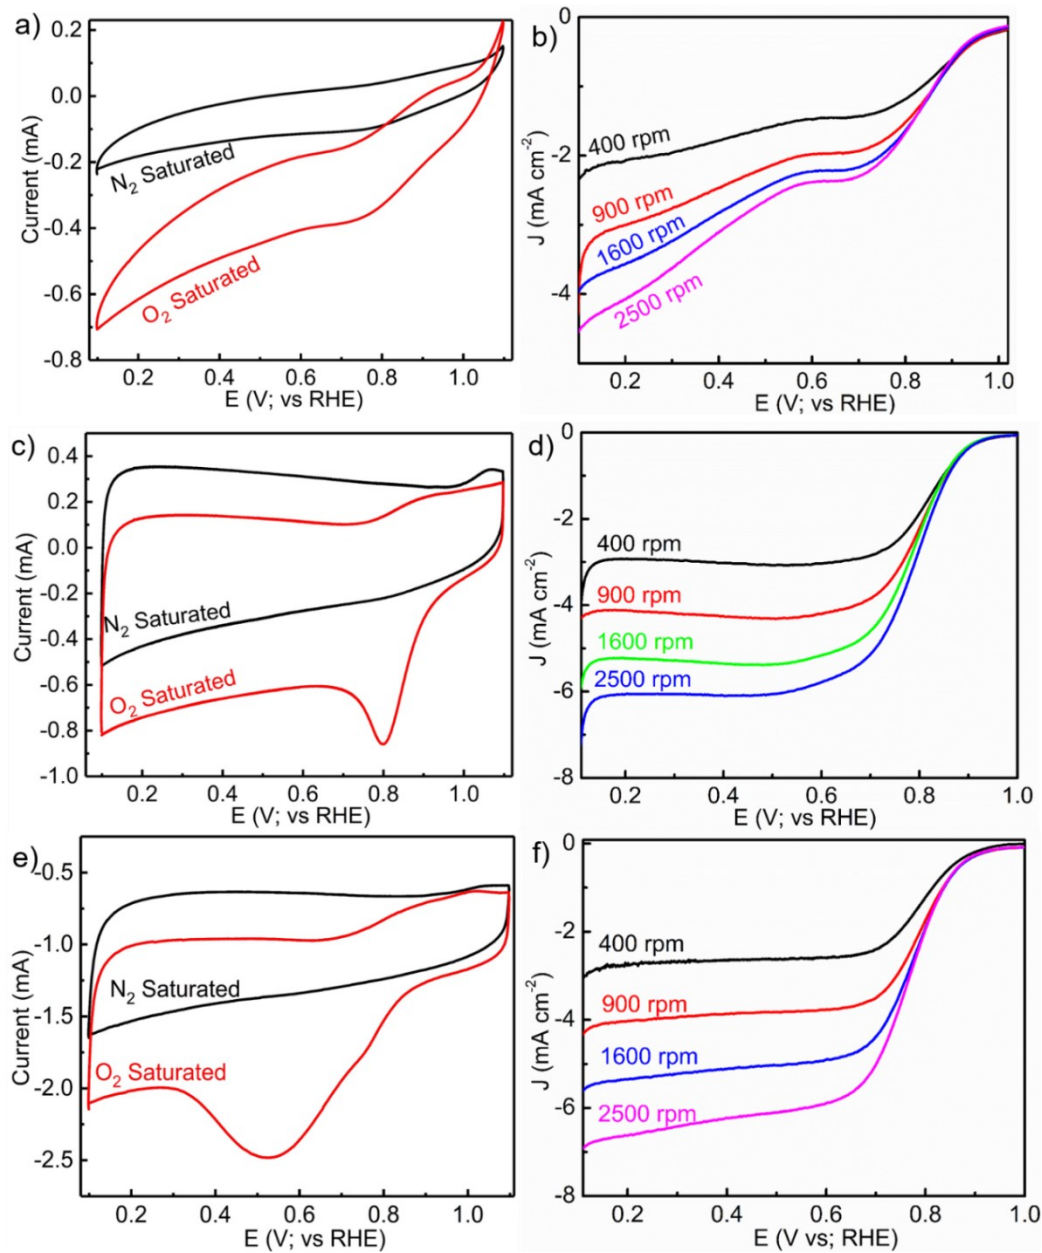 a)
0.2
0.0
-0.2
-0.4
-0.6
-0.8
Current (mA)
N₂ Saturated
O₂ Saturated
0.2 0.4 0.6 0.8 1.0
E (V; vs RHE)
b)
0
-2
-4
J (mA cm⁻²)
400 rpm
900 rpm
1600 rpm
2500 rpm
0.2 0.4 0.6 0.8 1.0
E (V; vs RHE)
c)
0.4
0.2
0.0
-0.2
-0.4
-0.6
-0.8
-1.0
Current (mA)
N₂ Saturated
O₂ Saturated
0.2 0.4 0.6 0.8 1.0
E (V; vs RHE)
d)
0
-2
-4
-6
-8
J (mA cm⁻²)
400 rpm
900 rpm
1600 rpm
2500 rpm
0.2 0.4 0.6 0.8 1.0
E (V; vs RHE)
e)
-0.5
-1.0
-1.5
-2.0
-2.5
Current (mA)
N₂ Saturated
O₂ Saturated
0.2 0.4 0.6 0.8 1.0
E (V; vs RHE)
f)
0
-2
-4
-6
-8
J (mA cm⁻²)
400 rpm
900 rpm
1600 rpm
2500 rpm
0.2 0.4 0.6 0.8 1.0
E (V vs; RHE)